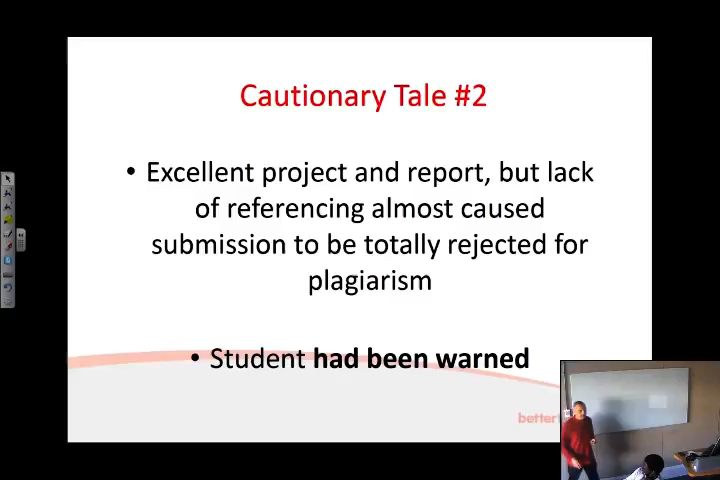 Cautionary Tale #2
• Excellent project and report, but lack
of referencing almost caused
submission to be totally rejected for
plagiarism
• Student had been warned